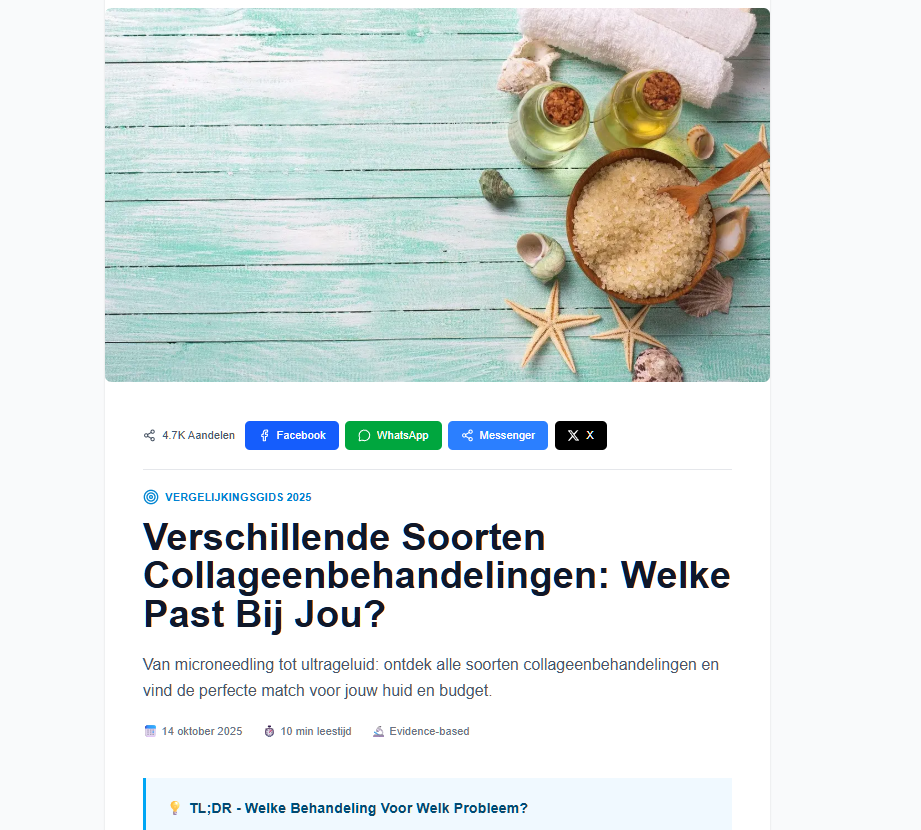 4.7K Aandelen Facebook WhatsApp Messenger X
VERGELIJKINGSGIDS 2025
Verschillende Soorten
Collageenbehandelingen: Welke
Past Bij Jou?
Van microneedling tot ultrageluid: ontdek alle soorten collageenbehandelingen en
vind de perfecte match voor jouw huid en budget.
14 oktober 2025 10 min leestijd Evidence-based
TL;DR - Welke Behandeling Voor Welk Probleem?